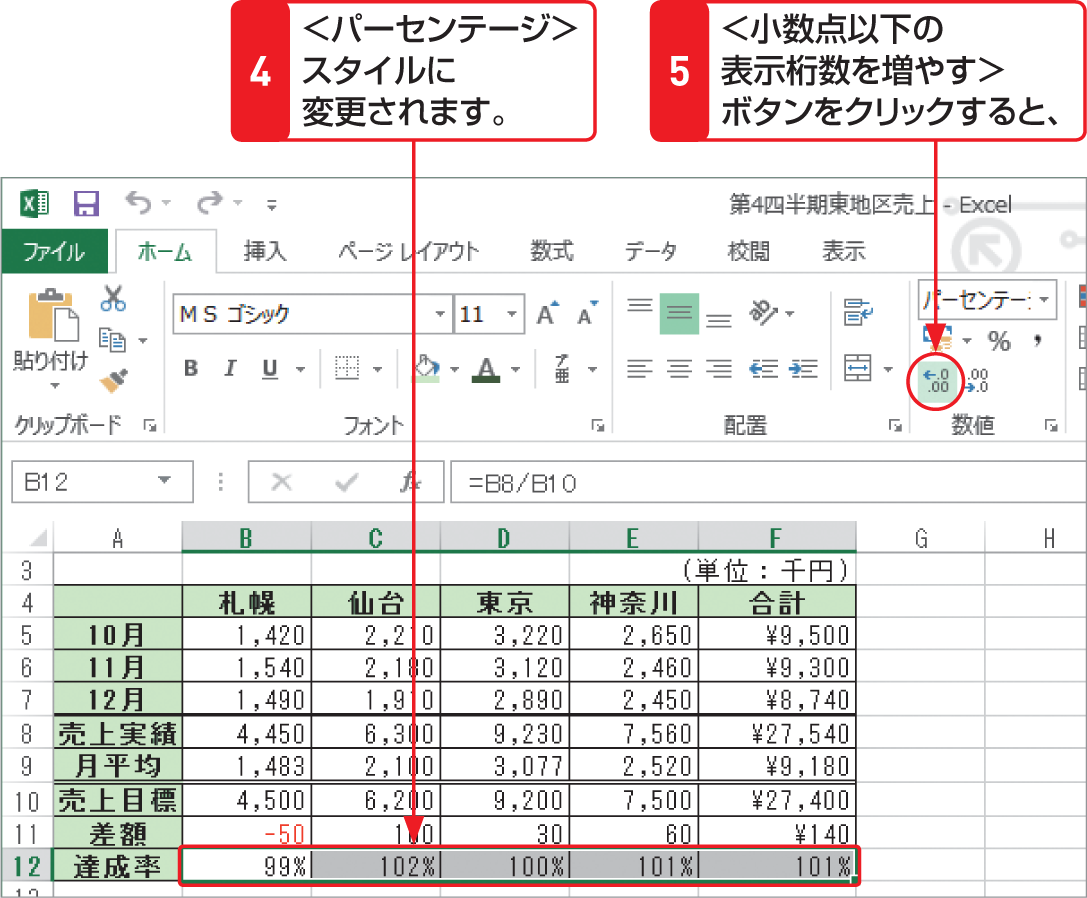 4
<パーセンテージ>
スタイルに
変更されます。
5
<小数点以下の
表示桁数を増やす>
ボタンをクリックすると、
第4四半期東地区売上 - Excel
ファイル ホーム 挿入 ページ レイアウト 数式 データ 校閲 表示
貼り付け
ＭＳ ゴシック 11 A A
パーセンテー
% ,
B I U A ア亜
←.0 .00 .00 →.0
クリップボード フォント 配置 数値
B12 fx =B8/B10
A B C D E F G H
3 (単位：千円)
4 札幌 仙台 東京 神奈川 合計
5 10月 1,420 2,210 3,220 2,650 ¥9,500
6 11月 1,540 2,180 3,120 2,460 ¥9,300
7 12月 1,490 1,910 2,890 2,450 ¥8,740
8 売上実績 4,450 6,300 9,230 7,560 ¥27,540
9 月平均 1,483 2,100 3,077 2,520 ¥9,180
10 売上目標 4,500 6,200 9,200 7,500 ¥27,400
11 差額 -50 100 30 60 ¥140
12 達成率 99% 102% 100% 101% 101%